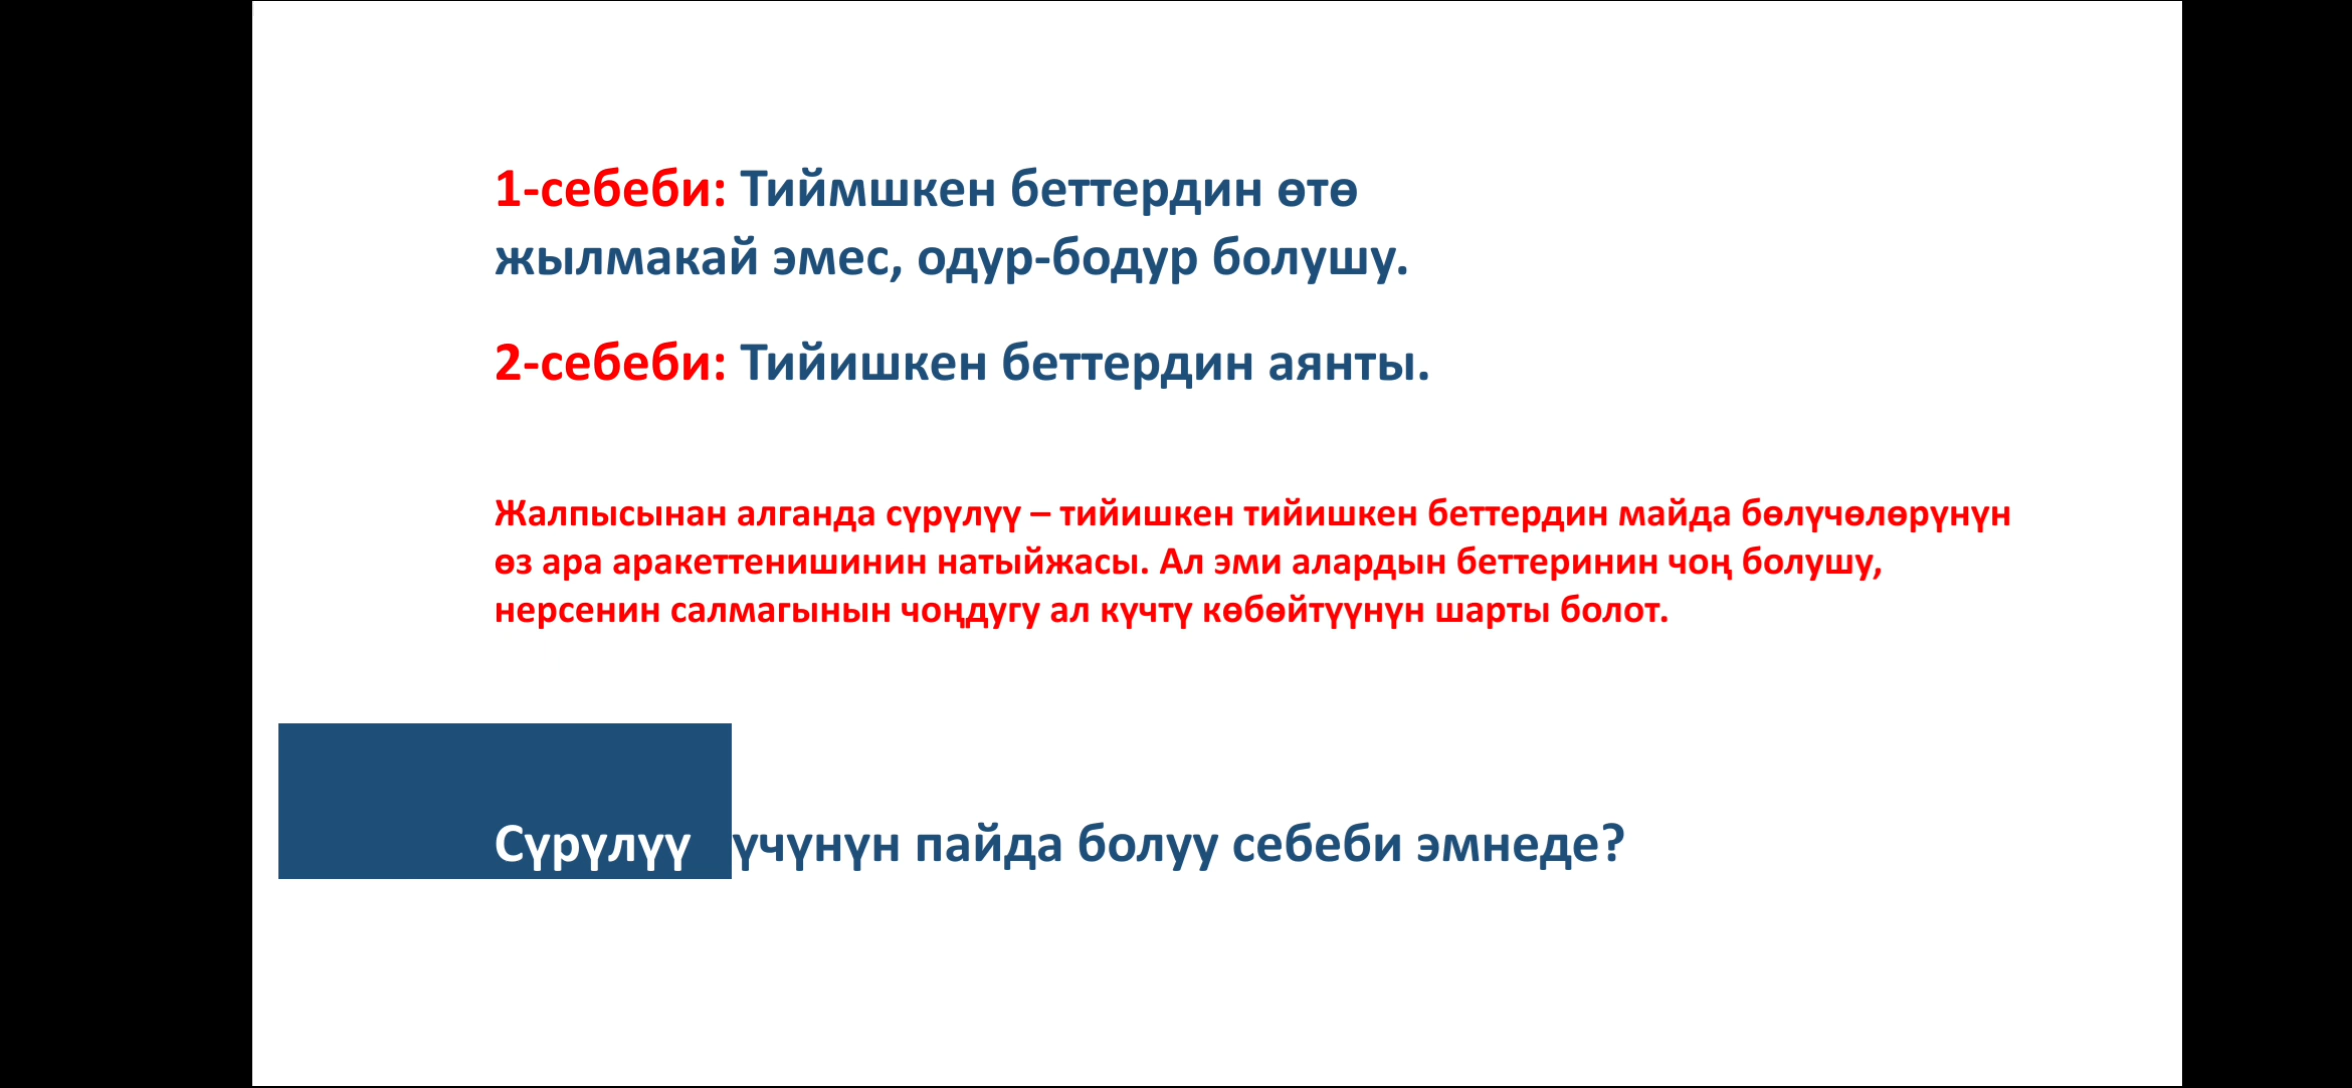 1-себеби: Тиймшкен беттердин өтө
жылмакай эмес, одур-бодур болушу.
2-себеби: Тийишкен беттердин аянты.
Жалпысынан алганда сүрүлүү – тийишкен тийишкен беттердин майда бөлүчөлөрүнүн
өз ара аракеттенишинин натыйжасы. Ал эми алардын беттеринин чоң болушу,
нерсенин салмагынын чоңдугу ал күчтү көбөйтүүнүн шарты болот.
Сүрүлүү үчүнүн пайда болуу себеби эмнеде?